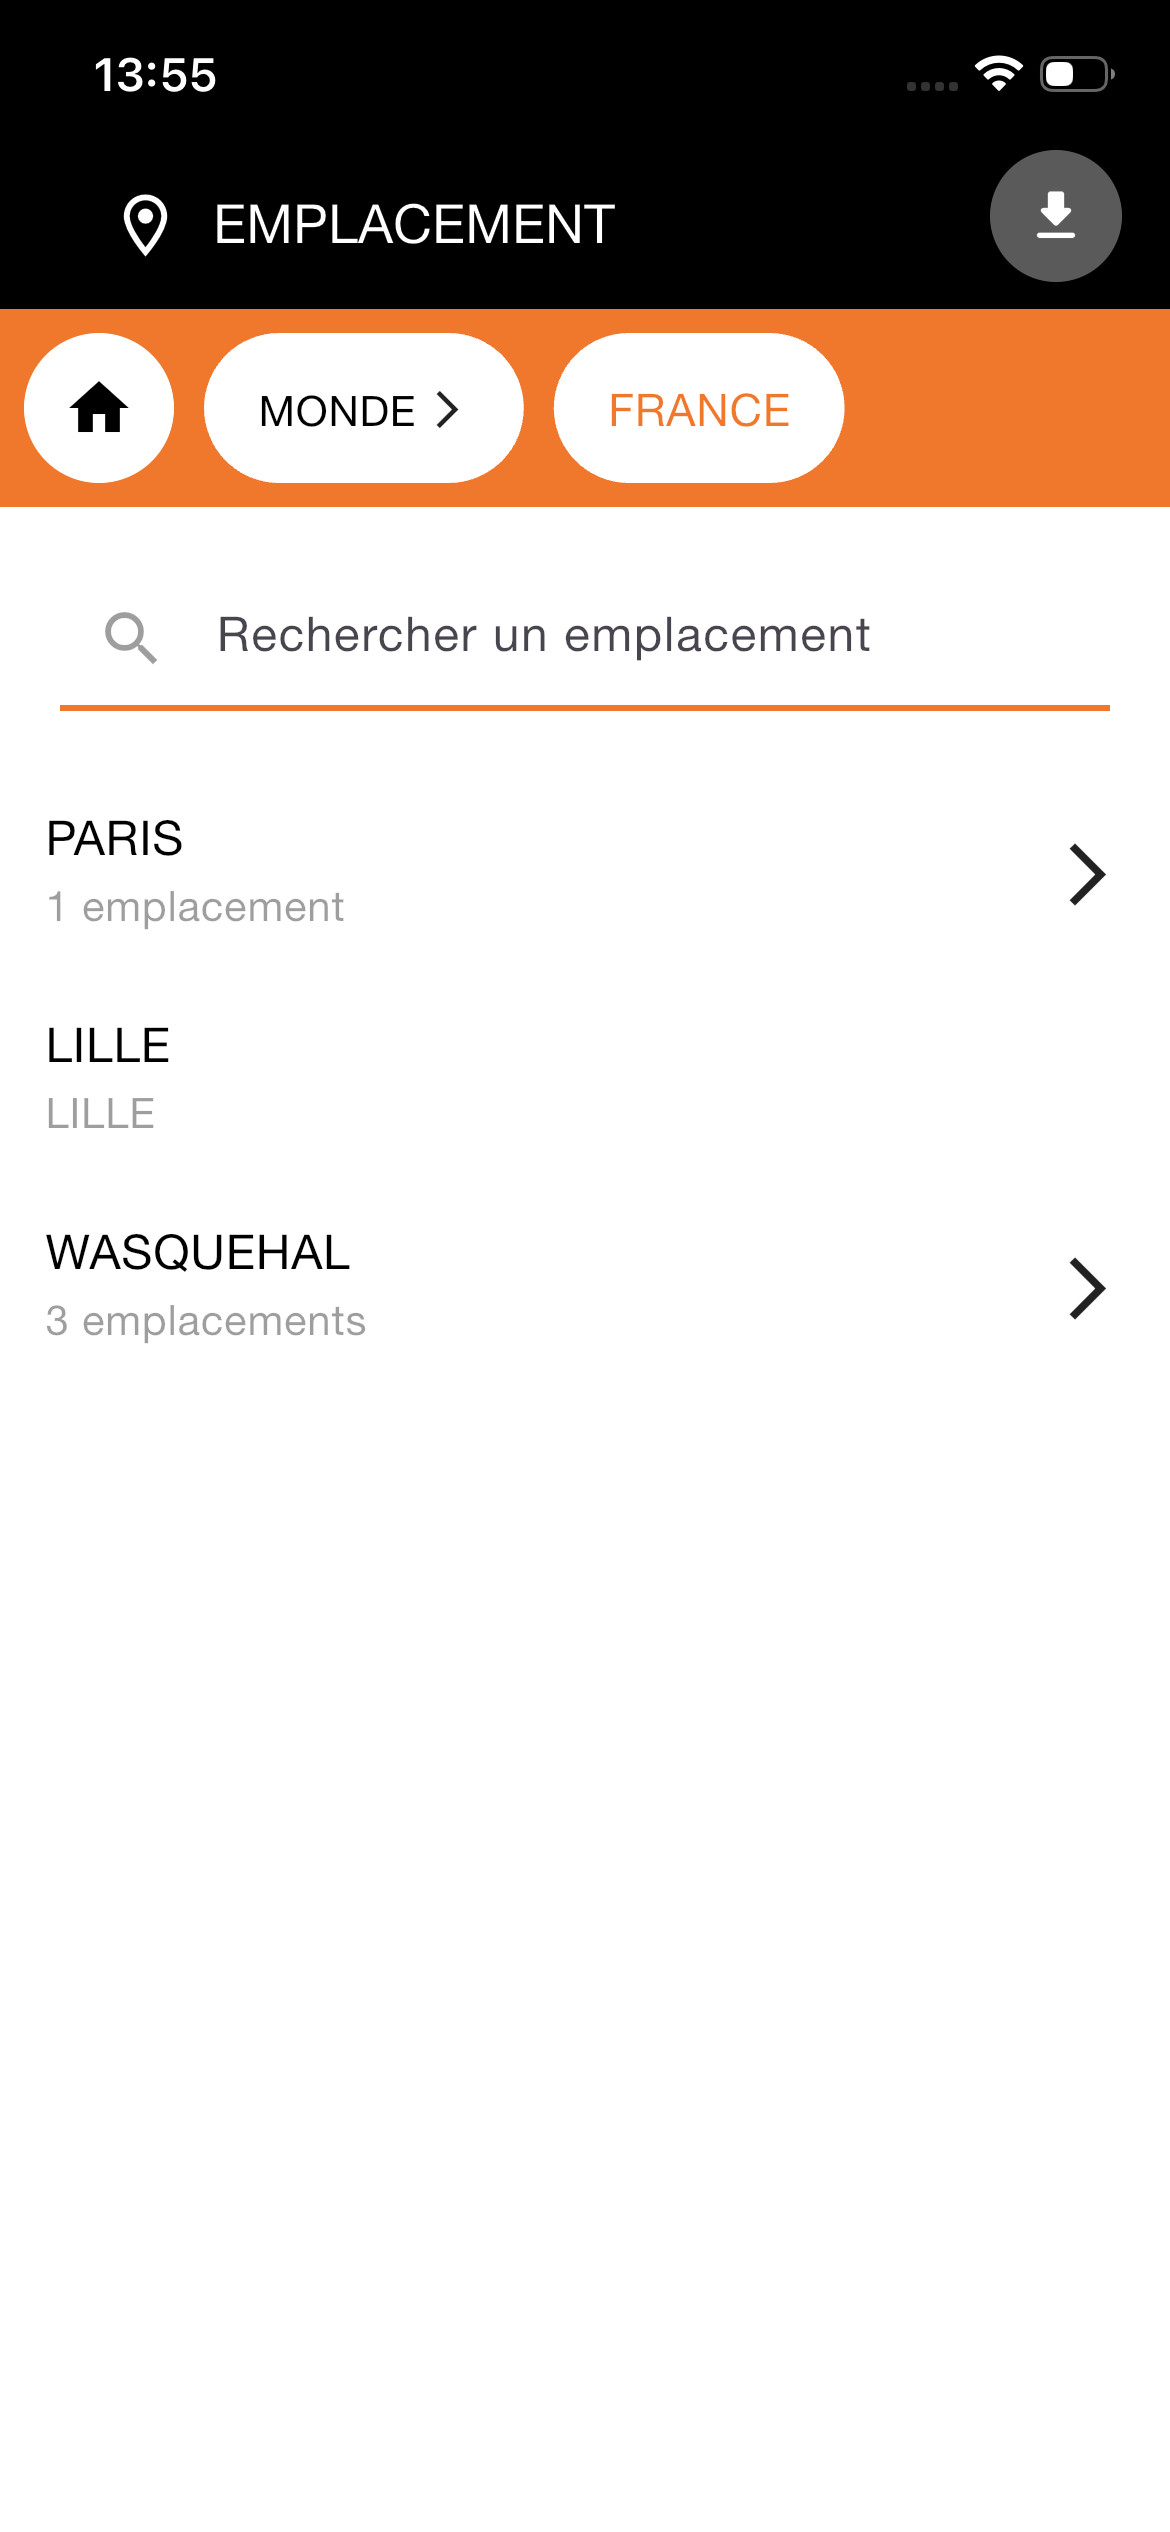 13:55
EMPLACEMENT
MONDE
FRANCE
Rechercher un emplacement
PARIS
1 emplacement
LILLE
LILLE
WASQUEHAL
3 emplacements